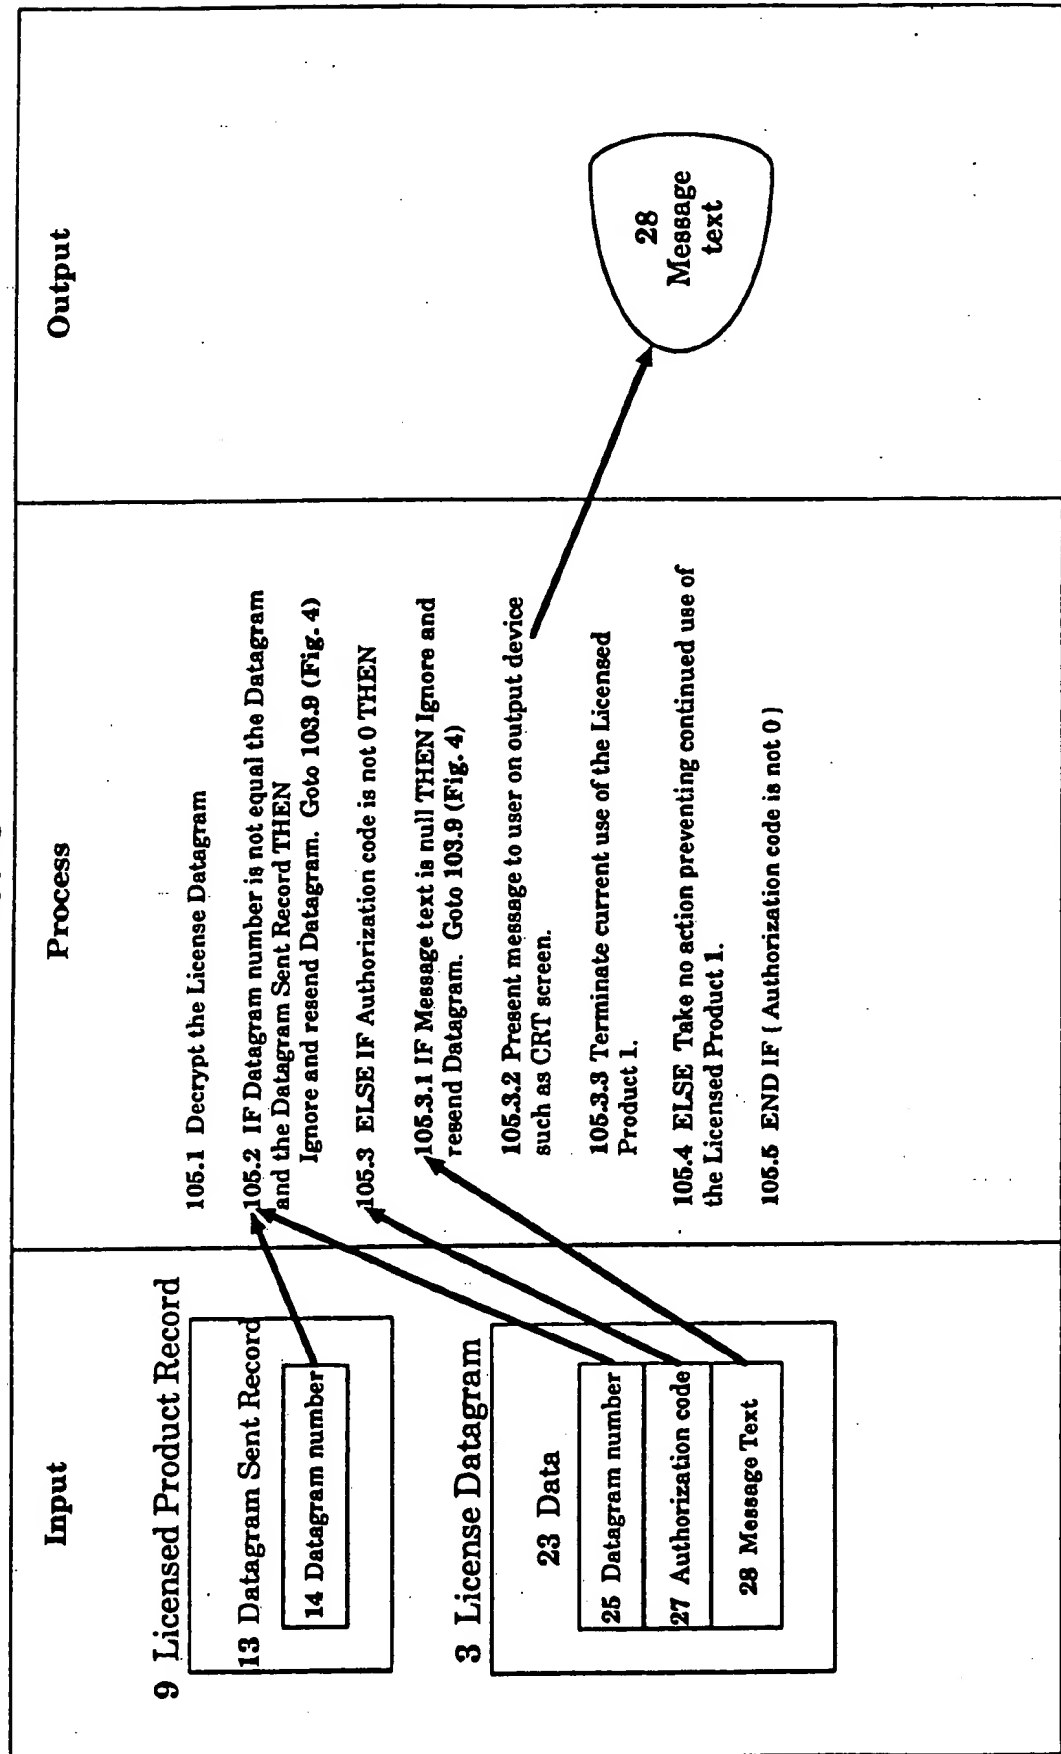 Input
Process
Output
9 Licensed Product Record
13 Datagram Sent Record
14 Datagram number
3 License Datagram
23 Data
25 Datagram number
27 Authorization code
28 Message Text
105.1 Decrypt the License Datagram
105.2 IF Datagram number is not equal the Datagram
and the Datagram Sent Record THEN
Ignore and resend Datagram. Goto 103.9 (Fig. 4)
105.3 ELSE IF Authorization code is not 0 THEN
105.3.1 IF Message text is null THEN Ignore and
resend Datagram. Goto 103.9 (Fig. 4)
105.3.2 Present message to user on output device
such as CRT screen.
105.3.3 Terminate current use of the Licensed
Product 1.
105.4 ELSE Take no action preventing continued use of
the Licensed Product 1.
105.5 END IF ( Authorization code is not 0 )
28
Message
text